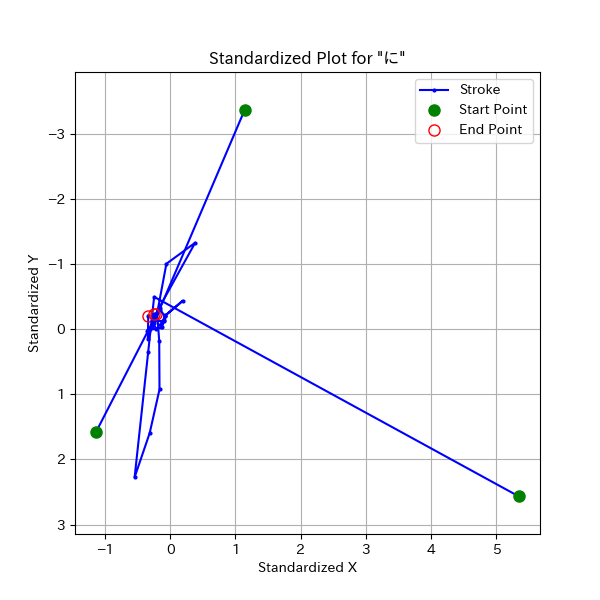 Standardized Plot for "に"
Stroke
Start Point
End Point
Standardized Y
−3
−2
−1
0
1
2
3
−1 0 1 2 3 4 5
Standardized X